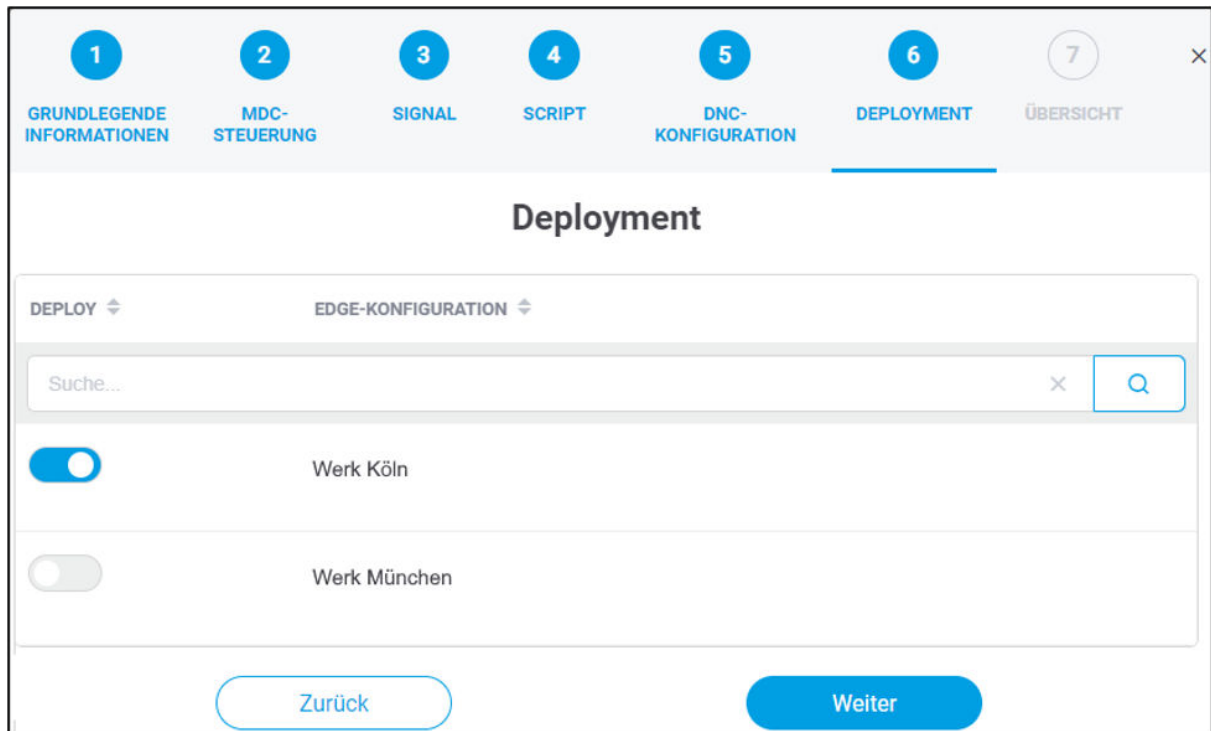 1 2 3 4 5 6 7
GRUNDLEGENDE MDC- SIGNAL SCRIPT DNC- DEPLOYMENT ÜBERSICHT
INFORMATIONEN STEUERUNG KONFIGURATION
Deployment
DEPLOY EDGE-KONFIGURATION
Suche...
Werk Köln
Werk München
Zurück Weiter